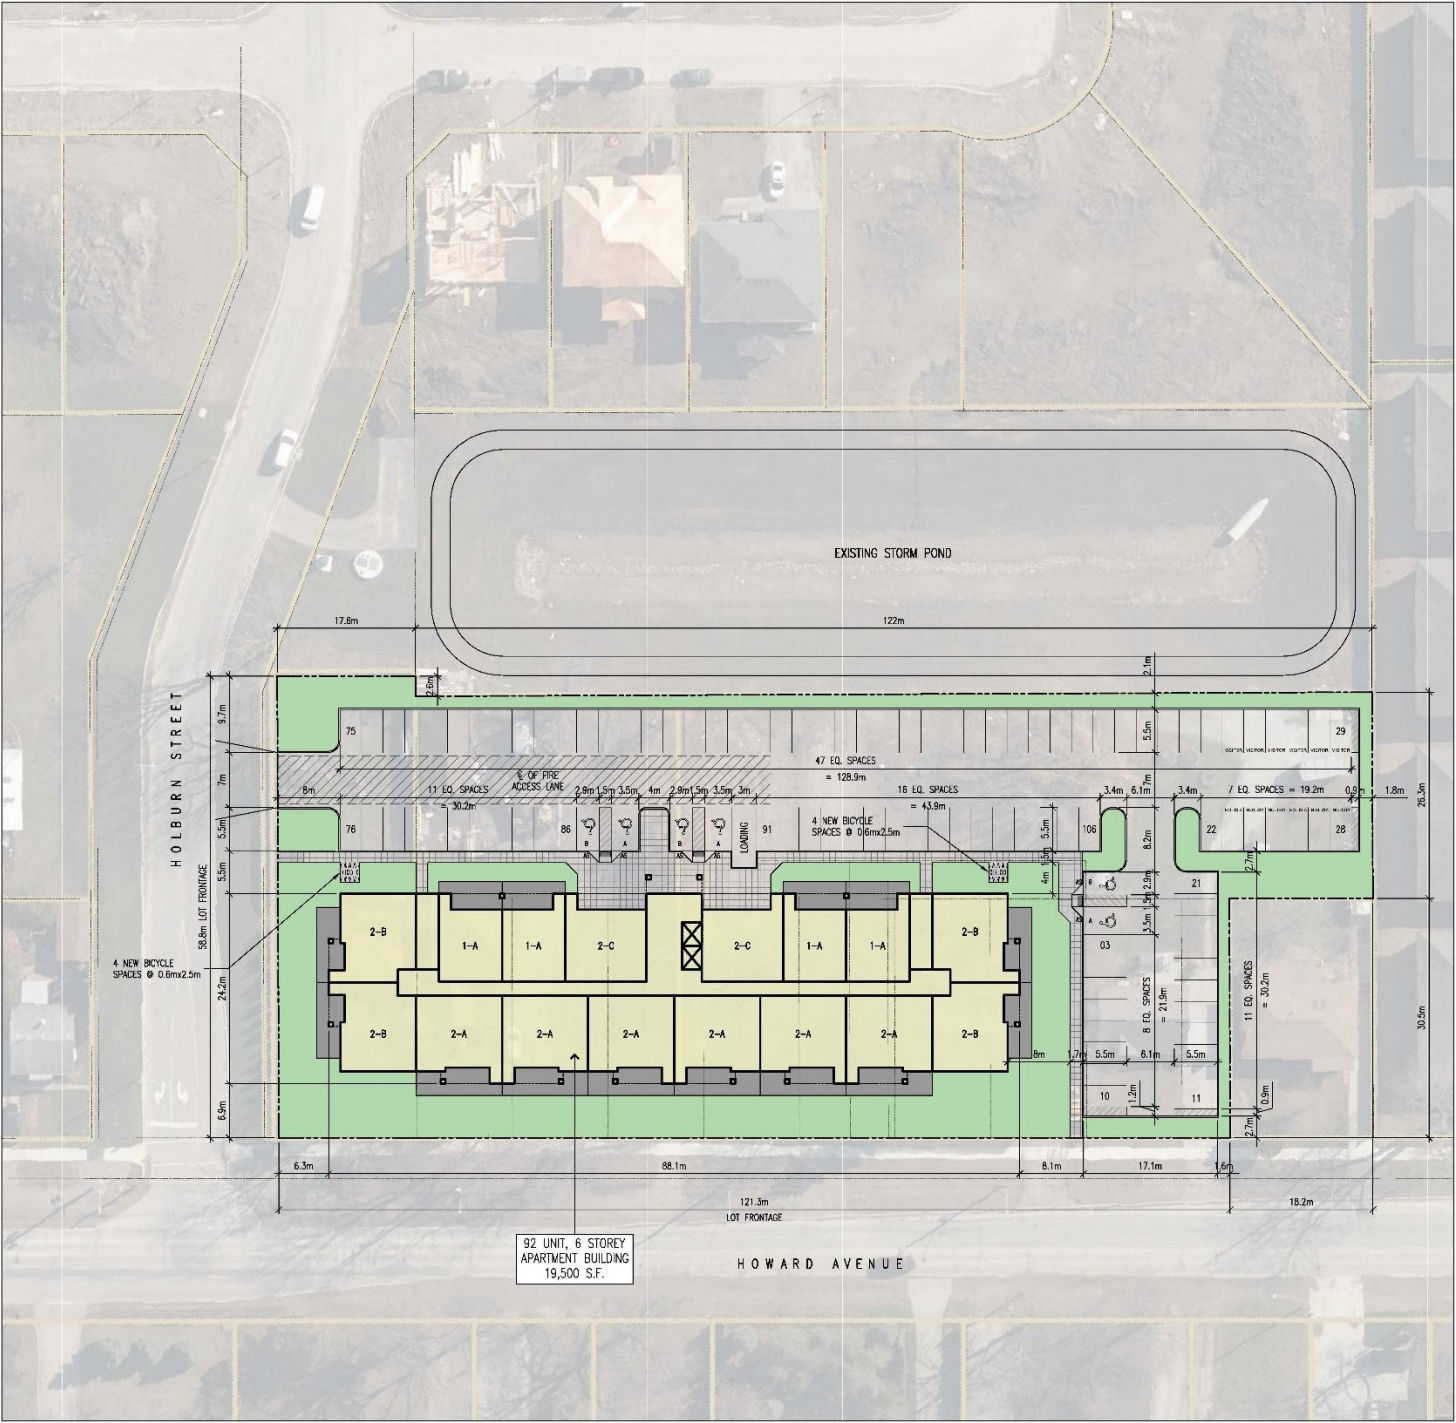 EXISTING STORM POND
17.6m
122m
2.6m
2.1m
HOLBURN STREET
58.8m LOT FRONTAGE
9.7m
7m
5.5m
5.5m
24.2m
6.9m
75
29
5.5m
VISITOR VISITOR VISITOR VISITOR VISITOR VISITOR
47 EQ. SPACES
= 128.9m
℄ OF FIRE
ACCESS LANE
8m
11 EQ. SPACES
= 30.2m
2.9m 1.5m 3.5m 4m 2.9m 1.5m 3.5m 3m
16 EQ. SPACES
= 43.9m
3.4m 6.1m 3.4m
7m
7 EQ. SPACES = 19.2m
0.9m
1.8m
26.3m
76
86
B A
B A
LOADING
91
4 NEW BICYCLE
SPACES @ 0.6mx2.5m
5.5m
1.5m
4m
106
8.2m
22
28
2.7m
2.9m
1.5m
3.5m
B
A
21
03
2-B
1-A
1-A
2-C
2-C
1-A
1-A
2-B
4 NEW BICYCLE
SPACES @ 0.6mx2.5m
8 EQ. SPACES
= 21.9m
11 EQ. SPACES
= 30.2m
30.5m
2-B
2-A
2-A
2-A
2-A
2-A
2-A
2-B
8m
1.7m
5.5m
6.1m
5.5m
10
1.2m
11
0.9m
2.7m
6.3m
88.1m
8.1m
17.1m
1.6m
121.3m
LOT FRONTAGE
18.2m
92 UNIT, 6 STOREY
APARTMENT BUILDING
19,500 S.F.
HOWARD AVENUE